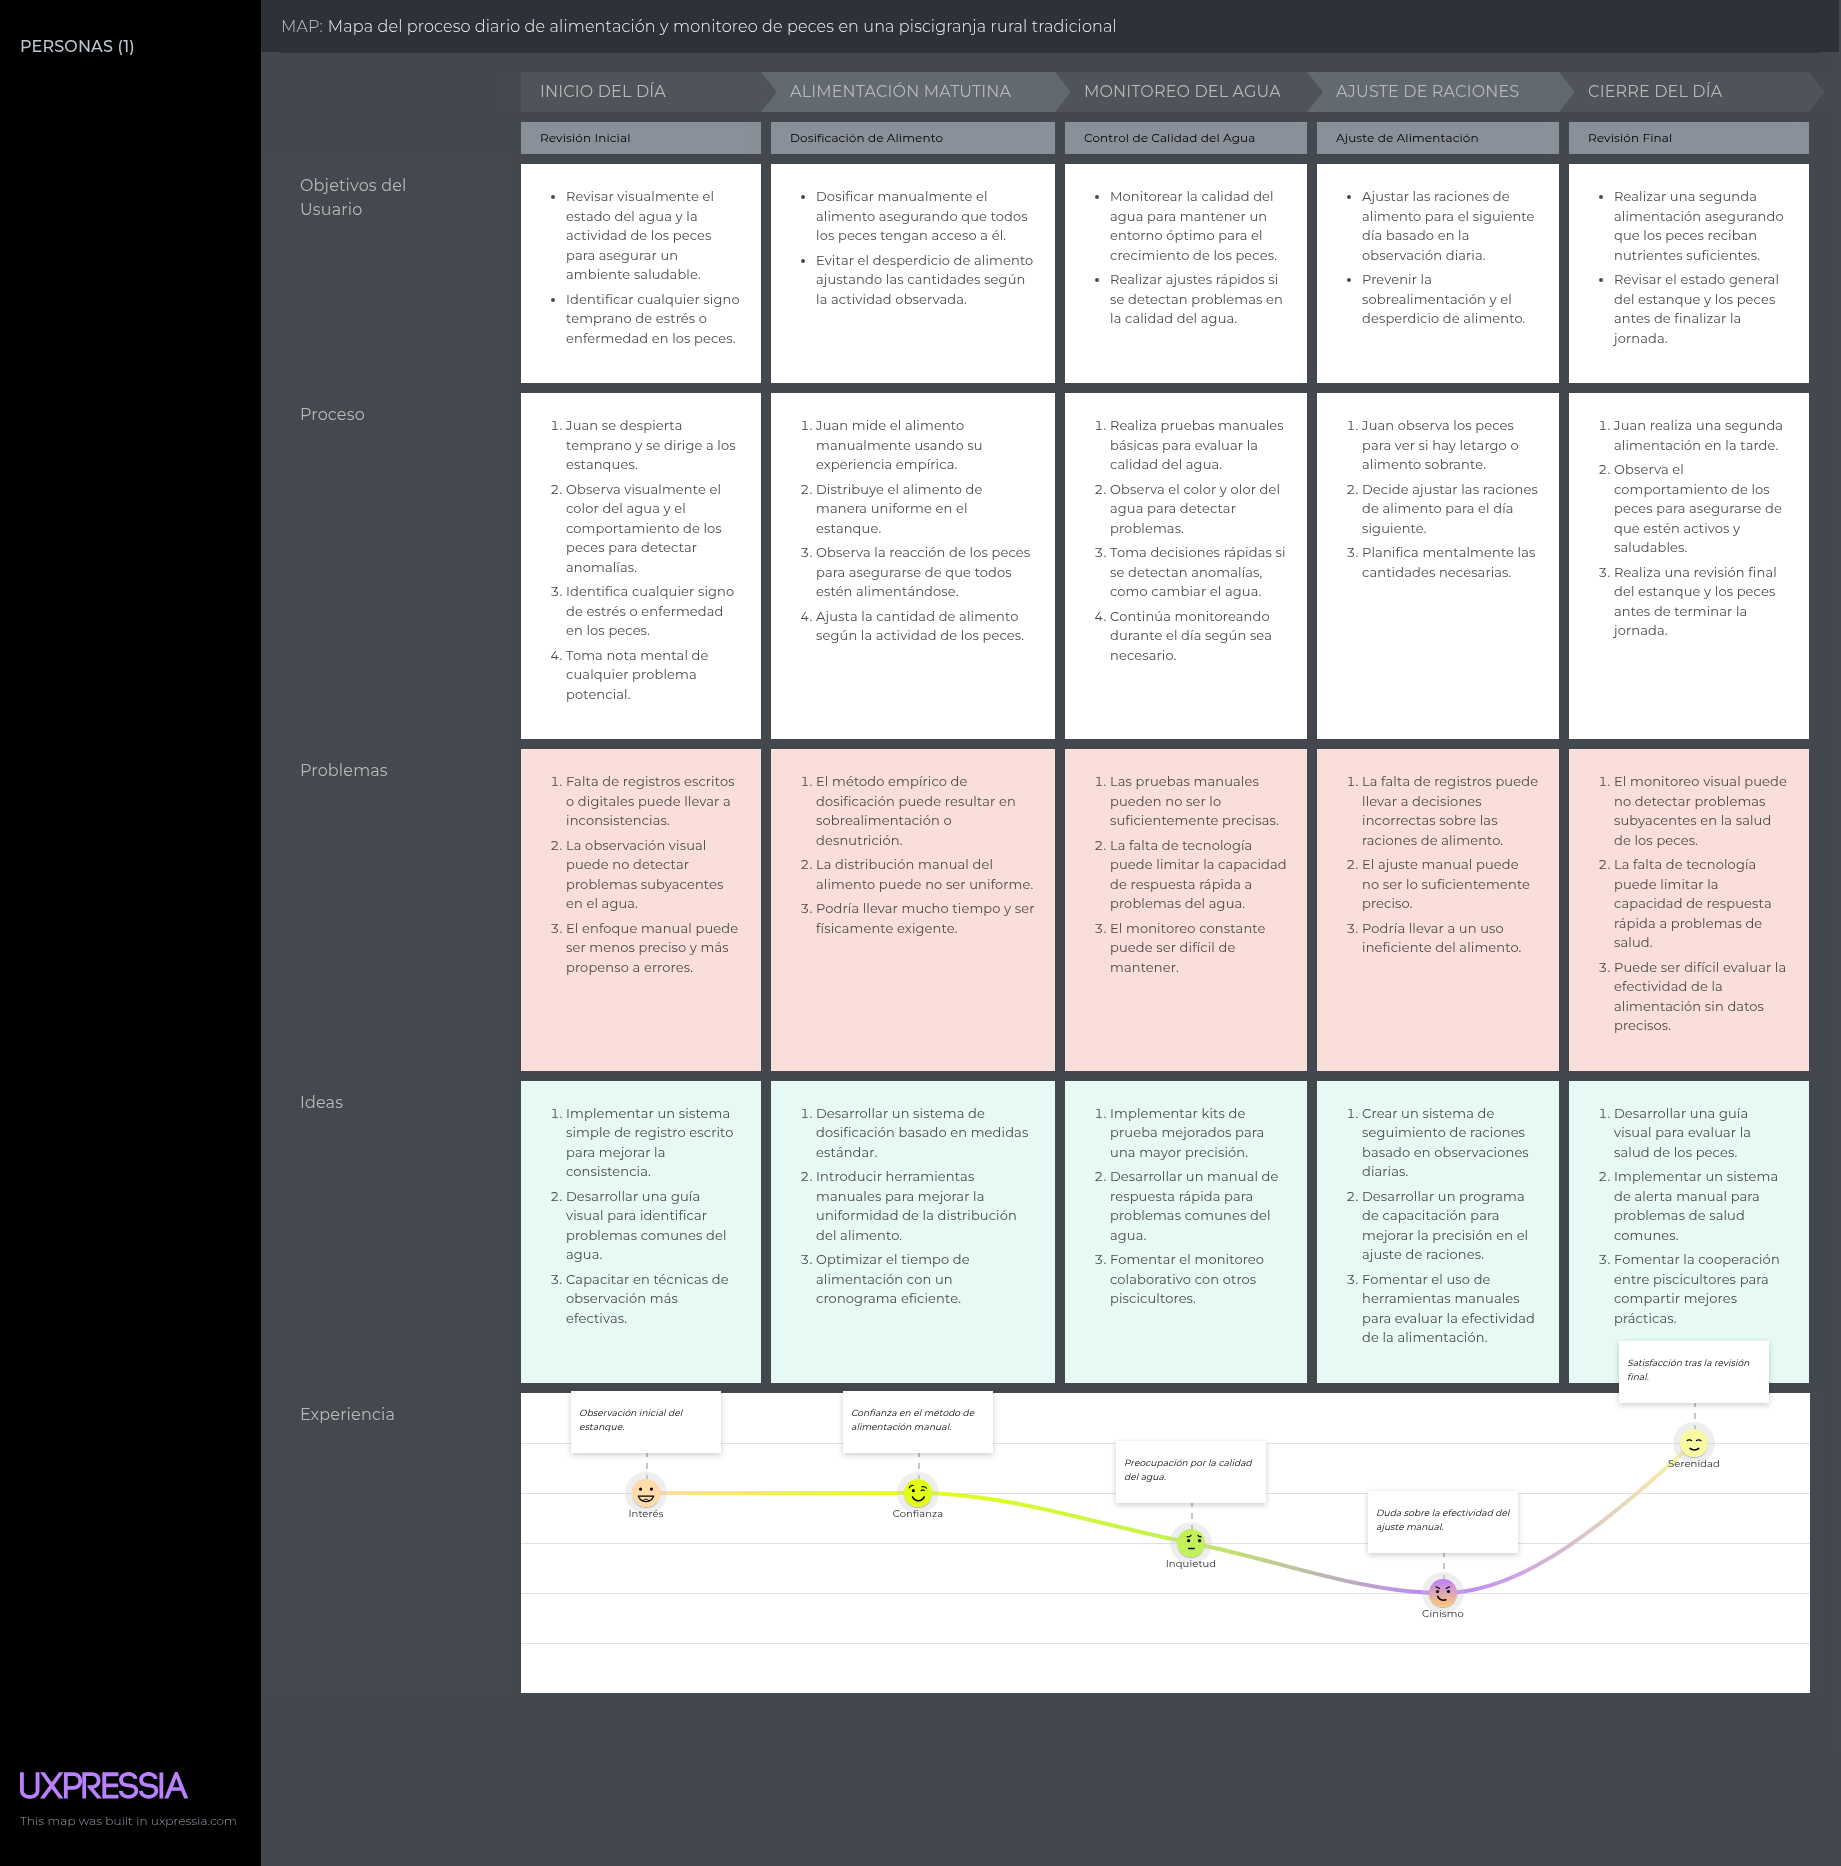 PERSONAS (1)
MAP: Mapa del proceso diario de alimentación y monitoreo de peces en una piscigranja rural tradicional
INICIO DEL DÍA
ALIMENTACIÓN MATUTINA
MONITOREO DEL AGUA
AJUSTE DE RACIONES
CIERRE DEL DÍA
Revisión Inicial
Dosificación de Alimento
Control de Calidad del Agua
Ajuste de Alimentación
Revisión Final
Objetivos del
Usuario
• Revisar visualmente el
estado del agua y la
actividad de los peces
para asegurar un
ambiente saludable.
• Identificar cualquier signo
temprano de estrés o
enfermedad en los peces.
• Dosificar manualmente el
alimento asegurando que todos
los peces tengan acceso a él.
• Evitar el desperdicio de alimento
ajustando las cantidades según
la actividad observada.
• Monitorear la calidad del
agua para mantener un
entorno óptimo para el
crecimiento de los peces.
• Realizar ajustes rápidos si
se detectan problemas en
la calidad del agua.
• Ajustar las raciones de
alimento para el siguiente
día basado en la
observación diaria.
• Prevenir la
sobrealimentación y el
desperdicio de alimento.
• Realizar una segunda
alimentación asegurando
que los peces reciban
nutrientes suficientes.
• Revisar el estado general
del estanque y los peces
antes de finalizar la
jornada.
Proceso
1. Juan se despierta
temprano y se dirige a los
estanques.
2. Observa visualmente el
color del agua y el
comportamiento de los
peces para detectar
anomalías.
3. Identifica cualquier signo
de estrés o enfermedad
en los peces.
4. Toma nota mental de
cualquier problema
potencial.
1. Juan mide el alimento
manualmente usando su
experiencia empírica.
2. Distribuye el alimento de
manera uniforme en el
estanque.
3. Observa la reacción de los peces
para asegurarse de que todos
estén alimentándose.
4. Ajusta la cantidad de alimento
según la actividad de los peces.
1. Realiza pruebas manuales
básicas para evaluar la
calidad del agua.
2. Observa el color y olor del
agua para detectar
problemas.
3. Toma decisiones rápidas si
se detectan anomalías,
como cambiar el agua.
4. Continúa monitoreando
durante el día según sea
necesario.
1. Juan observa los peces
para ver si hay letargo o
alimento sobrante.
2. Decide ajustar las raciones
de alimento para el día
siguiente.
3. Planifica mentalmente las
cantidades necesarias.
1. Juan realiza una segunda
alimentación en la tarde.
2. Observa el
comportamiento de los
peces para asegurarse de
que estén activos y
saludables.
3. Realiza una revisión final
del estanque y los peces
antes de terminar la
jornada.
Problemas
1. Falta de registros escritos
o digitales puede llevar a
inconsistencias.
2. La observación visual
puede no detectar
problemas subyacentes
en el agua.
3. El enfoque manual puede
ser menos preciso y más
propenso a errores.
1. El método empírico de
dosificación puede resultar en
sobrealimentación o
desnutrición.
2. La distribución manual del
alimento puede no ser uniforme.
3. Podría llevar mucho tiempo y ser
físicamente exigente.
1. Las pruebas manuales
pueden no ser lo
suficientemente precisas.
2. La falta de tecnología
puede limitar la capacidad
de respuesta rápida a
problemas del agua.
3. El monitoreo constante
puede ser difícil de
mantener.
1. La falta de registros puede
llevar a decisiones
incorrectas sobre las
raciones de alimento.
2. El ajuste manual puede
no ser lo suficientemente
preciso.
3. Podría llevar a un uso
ineficiente del alimento.
1. El monitoreo visual puede
no detectar problemas
subyacentes en la salud
de los peces.
2. La falta de tecnología
puede limitar la
capacidad de respuesta
rápida a problemas de
salud.
3. Puede ser difícil evaluar la
efectividad de la
alimentación sin datos
precisos.
Ideas
1. Implementar un sistema
simple de registro escrito
para mejorar la
consistencia.
2. Desarrollar una guía
visual para identificar
problemas comunes del
agua.
3. Capacitar en técnicas de
observación más
efectivas.
1. Desarrollar un sistema de
dosificación basado en medidas
estándar.
2. Introducir herramientas
manuales para mejorar la
uniformidad de la distribución
del alimento.
3. Optimizar el tiempo de
alimentación con un
cronograma eficiente.
1. Implementar kits de
prueba mejorados para
una mayor precisión.
2. Desarrollar un manual de
respuesta rápida para
problemas comunes del
agua.
3. Fomentar el monitoreo
colaborativo con otros
piscicultores.
1. Crear un sistema de
seguimiento de raciones
basado en observaciones
diarias.
2. Desarrollar un programa
de capacitación para
mejorar la precisión en el
ajuste de raciones.
3. Fomentar el uso de
herramientas manuales
para evaluar la efectividad
de la alimentación.
1. Desarrollar una guía
visual para evaluar la
salud de los peces.
2. Implementar un sistema
de alerta manual para
problemas de salud
comunes.
3. Fomentar la cooperación
entre piscicultores para
compartir mejores
prácticas.
Experiencia
Observación inicial del
estanque.
Interés
Confianza en el método de
alimentación manual.
Confianza
Preocupación por la calidad
del agua.
Inquietud
Duda sobre la efectividad del
ajuste manual.
Cinismo
Satisfacción tras la revisión
final.
Serenidad
UXPRESSIA
This map was built in uxpressia.com